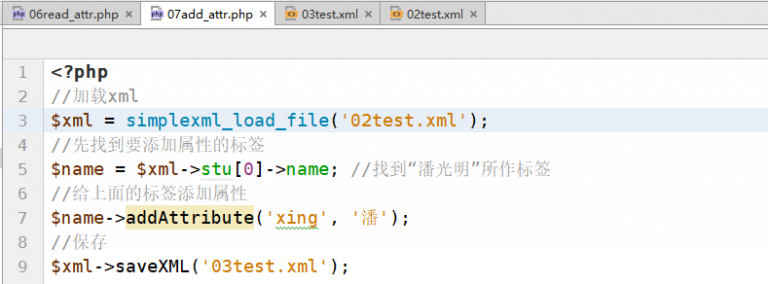 06read_attr.php × 07add_attr.php × 03test.xml × 02test.xml ×
1 <?php
2 //加载xml
3 $xml = simplexml_load_file('02test.xml');
4 //先找到要添加属性的标签
5 $name = $xml->stu[0]->name; //找到“潘光明”所作标签
6 //给上面的标签添加属性
7 $name->addAttribute('xing', '潘');
8 //保存
9 $xml->saveXML('03test.xml');